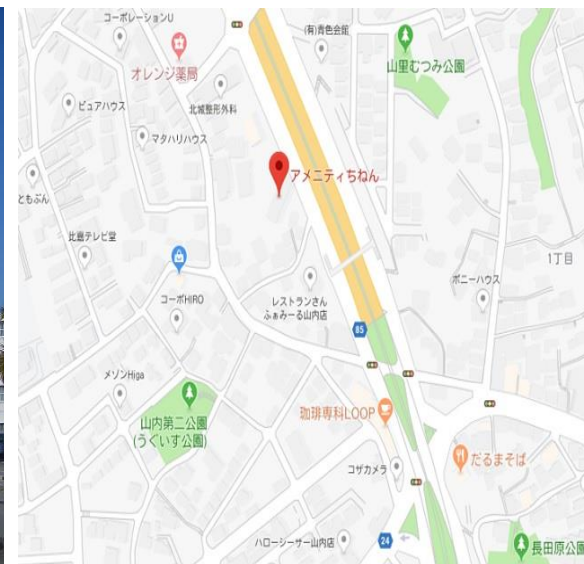 コーポレーションU
(有)青色会館
オレンジ薬局
山里むつみ公園
北城整形外科
ピュアハウス
マタハリハウス
アメニティちねん
ともぶん
比嘉テレビ堂
1丁目
ポニーハウス
コーポHIRO
レストランさん
ふぁみーる山内店
85
メゾンHiga
山内第二公園
(うぐいす公園)
珈琲専科LOOP
だるまそば
コザカメラ
ハローシーサー山内店
24
長田原公園